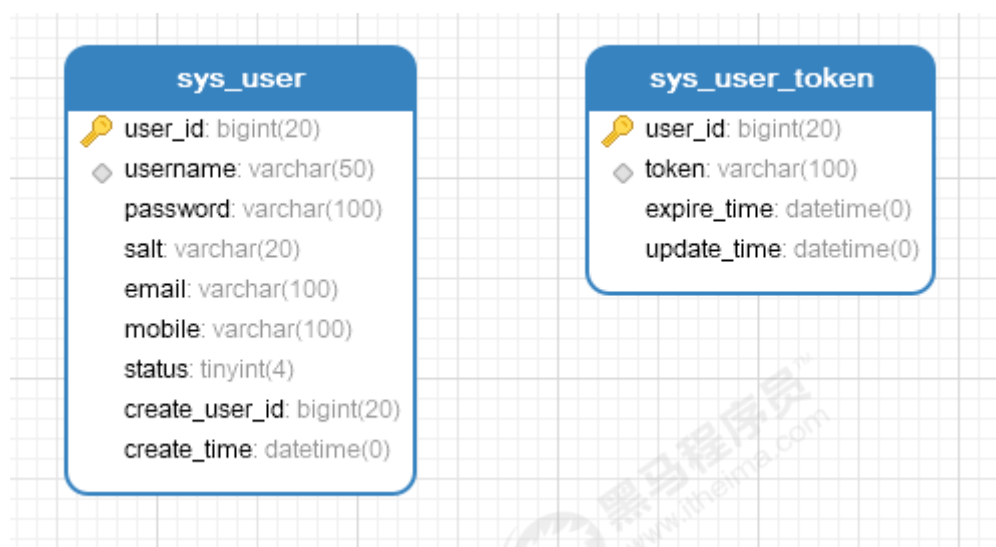 sys_user
user_id: bigint(20)
username: varchar(50)
password: varchar(100)
salt: varchar(20)
email: varchar(100)
mobile: varchar(100)
status: tinyint(4)
create_user_id: bigint(20)
create_time: datetime(0)
sys_user_token
user_id: bigint(20)
token: varchar(100)
expire_time: datetime(0)
update_time: datetime(0)
黑马程序员™
www.itheima.com